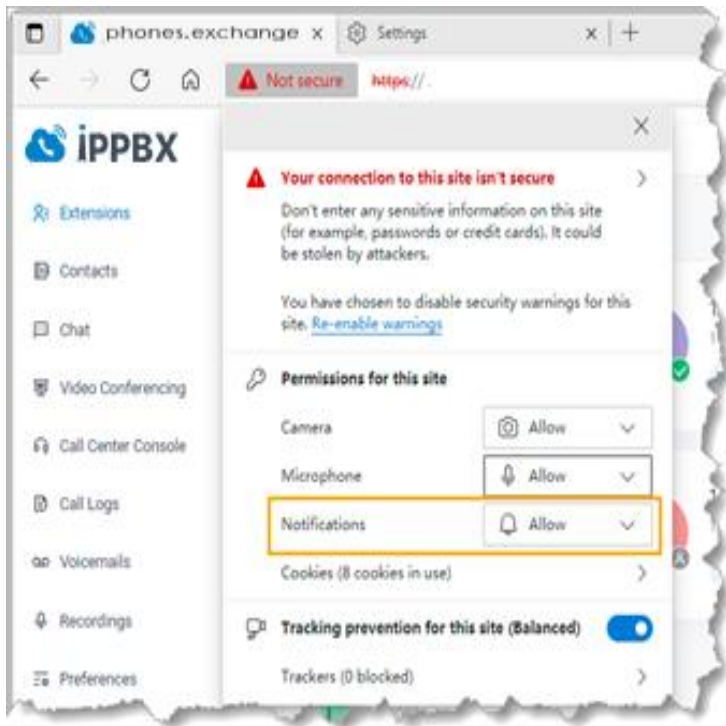 phones.exchange
Settings
Not secure https://
iPPBX
Extensions
Contacts
Chat
Video Conferencing
Call Center Console
Call Logs
Voicemails
Recordings
Preferences
Your connection to this site isn't secure
Don't enter any sensitive information on this site
(for example, passwords or credit cards). It could
be stolen by attackers.
You have chosen to disable security warnings for this
site. Re-enable warnings
Permissions for this site
Camera Allow
Microphone Allow
Notifications Allow
Cookies (8 cookies in use)
Tracking prevention for this site (Balanced)
Trackers (0 blocked)